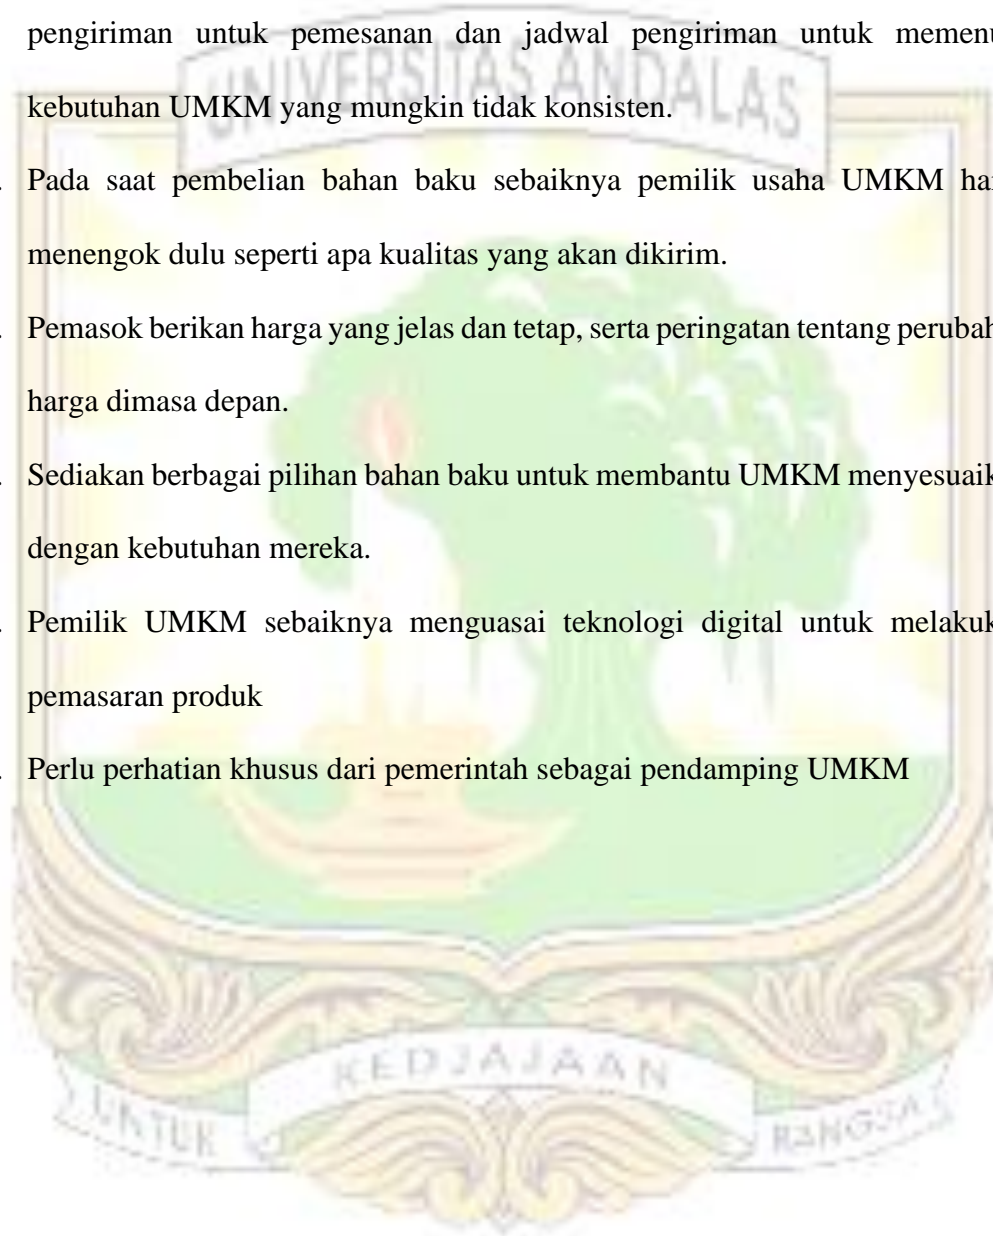 pengiriman untuk pemesanan dan jadwal pengiriman untuk memenu
UNIVERSITAS ANDALAS
kebutuhan UMKM yang mungkin tidak konsisten.
. Pada saat pembelian bahan baku sebaiknya pemilik usaha UMKM har
menengok dulu seperti apa kualitas yang akan dikirim.
. Pemasok berikan harga yang jelas dan tetap, serta peringatan tentang perubah
harga dimasa depan.
. Sediakan berbagai pilihan bahan baku untuk membantu UMKM menyesuaik
dengan kebutuhan mereka.
. Pemilik UMKM sebaiknya menguasai teknologi digital untuk melakuk
pemasaran produk
. Perlu perhatian khusus dari pemerintah sebagai pendamping UMKM
UNTUK KEDJAJAAN BANGSA